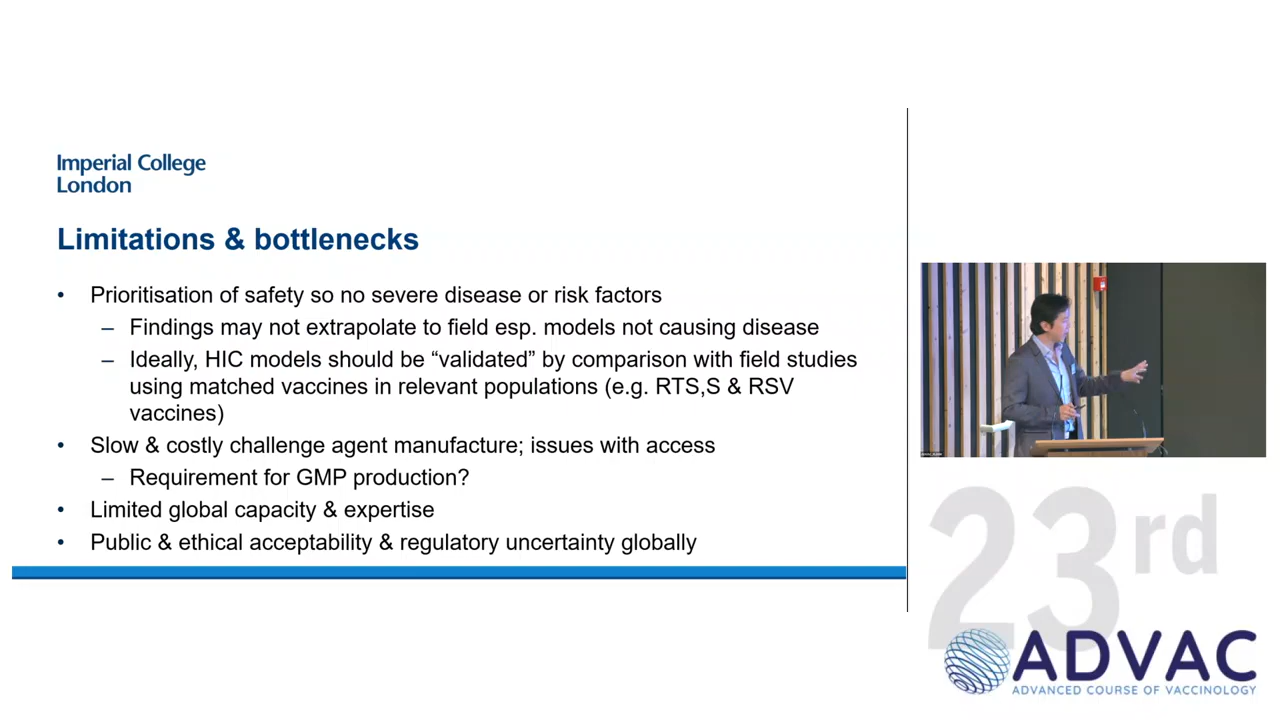 Imperial College
London
Limitations & bottlenecks
• Prioritisation of safety so no severe disease or risk factors
– Findings may not extrapolate to field esp. models not causing disease
– Ideally, HIC models should be “validated” by comparison with field studies
using matched vaccines in relevant populations (e.g. RTS,S & RSV
vaccines)
• Slow & costly challenge agent manufacture; issues with access
– Requirement for GMP production?
• Limited global capacity & expertise
• Public & ethical acceptability & regulatory uncertainty globally
23rd
ADVAC
ADVANCED COURSE OF VACCINOLOGY